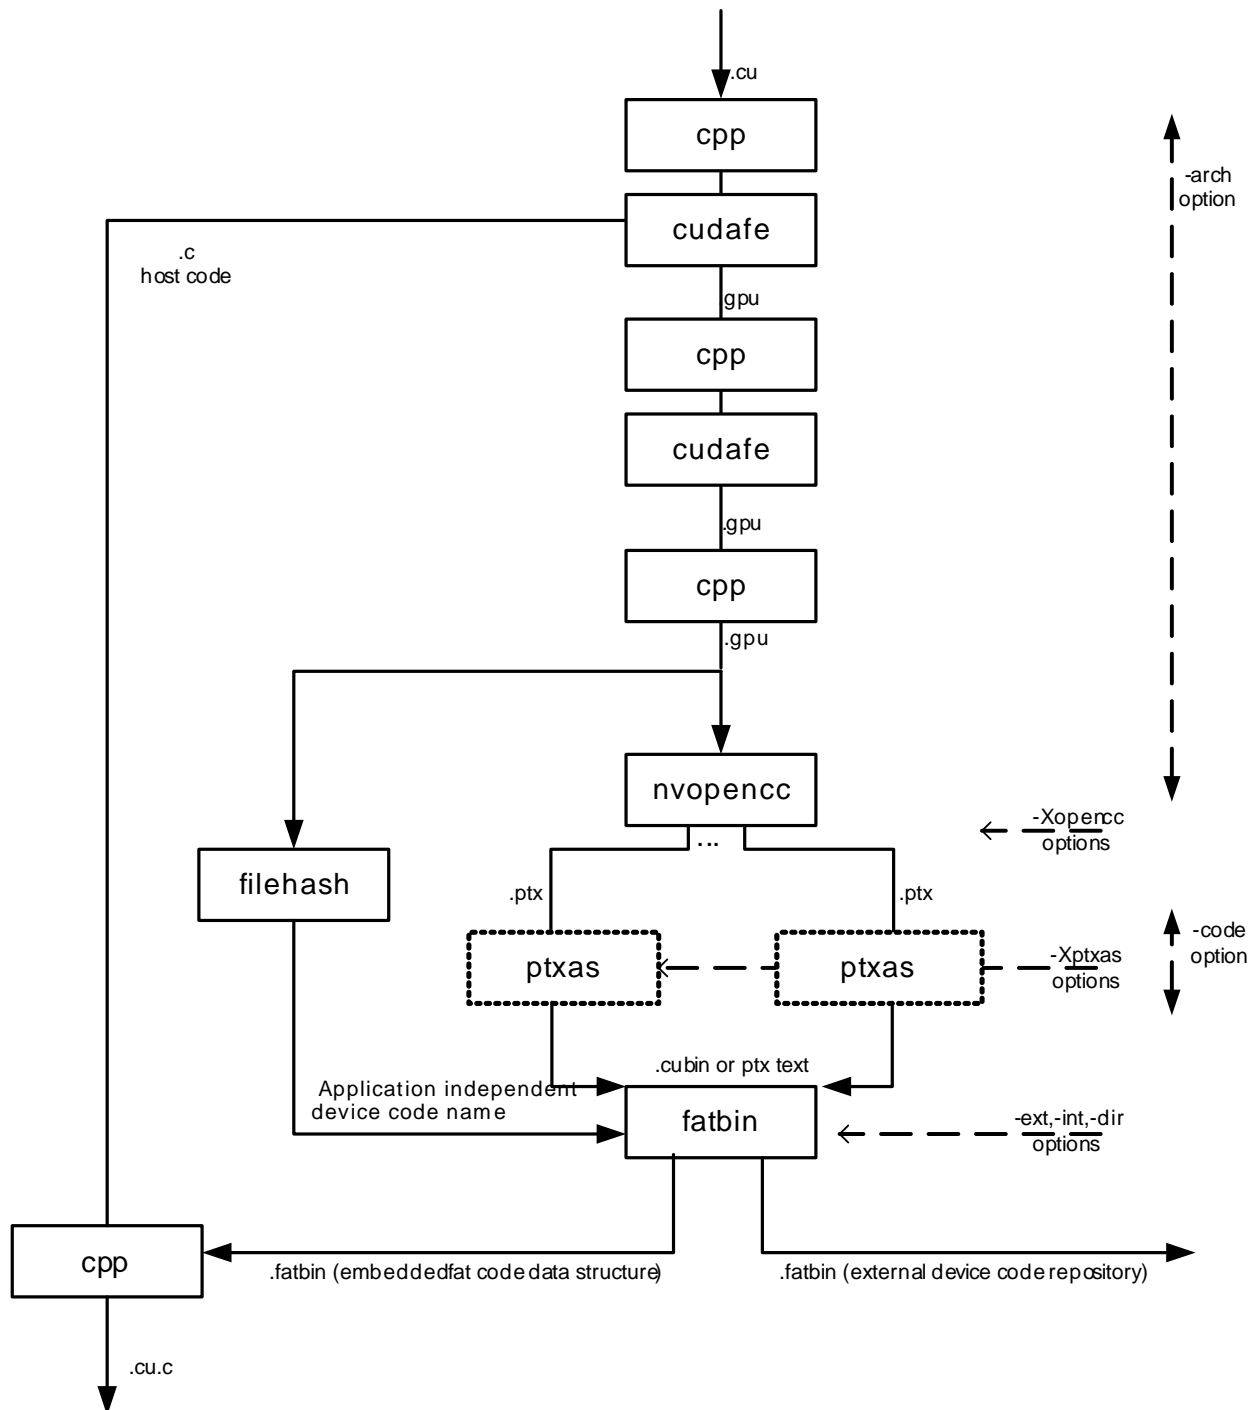 .cu
cpp
-arch
option
cudafe
.c
host code
.gpu
cpp
cudafe
.gpu
cpp
.gpu
nvopencc
-Xopencc
options
...
filehash
.ptx
.ptx
-code
option
ptxas
ptxas
-Xptxas
options
.cubin or ptx text
Application independent
device code name
fatbin
-ext,-int,-dir
options
cpp
.fatbin (embeddedfat code data structure)
.fatbin (external device code repository)
.cu.c